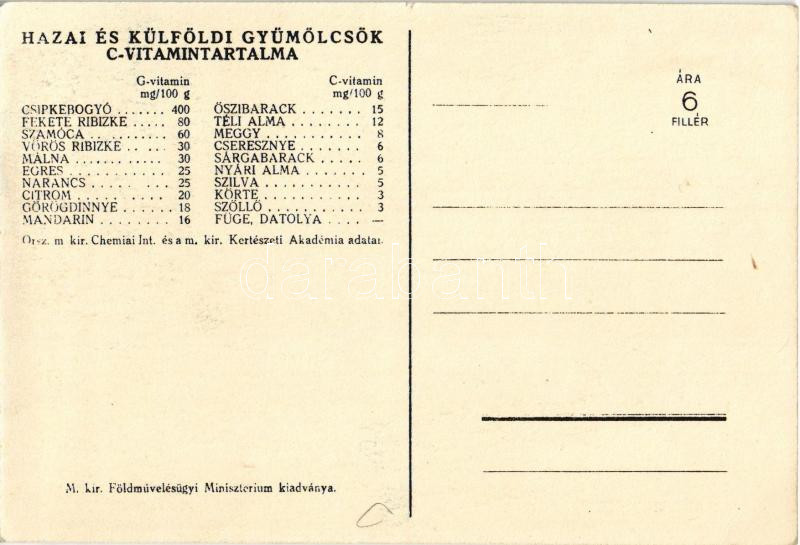 HAZAI ÉS KÜLFÖLDI GYÜMÖLCSÖK
C-VITAMINTARTALMA
G-vitamin
mg/100 g
CSIPKEBOGYÓ ....... 400
FEKETE RIBIZKE ..... 80
SZAMÓCA .. ........ 60
VÖRÖS RIBIZKE .. ... 30
MÁLNA ............ 30
EGRES ............ 25
NARANCS ..... ... 25
CITROM .......... 20
GÖRÖGDINNYE ..... 18
MANDARIN ......... 16
C-vitamin
mg/100 g
ŐSZIBARACK ....... 15
TÉLI ALMA ........ 12
MEGGY ........... 8
CSERESZNYE ....... 6
SÁRGABARACK ...... 6
NYÁRI ALMA ....... 5
SZILVA ........... 5
KÖRTE ........... 3
SZÖLLŐ .......... 3
FÜGE, DATOLYA .... —
Orsz. m kir. Chemiai Int. és a m. kir. Kertészeti Akadémia adatai.
M. kir. Földművelésügyi Minisztérium kiadványa.
ÁRA
6
FILLÉR
darabanth